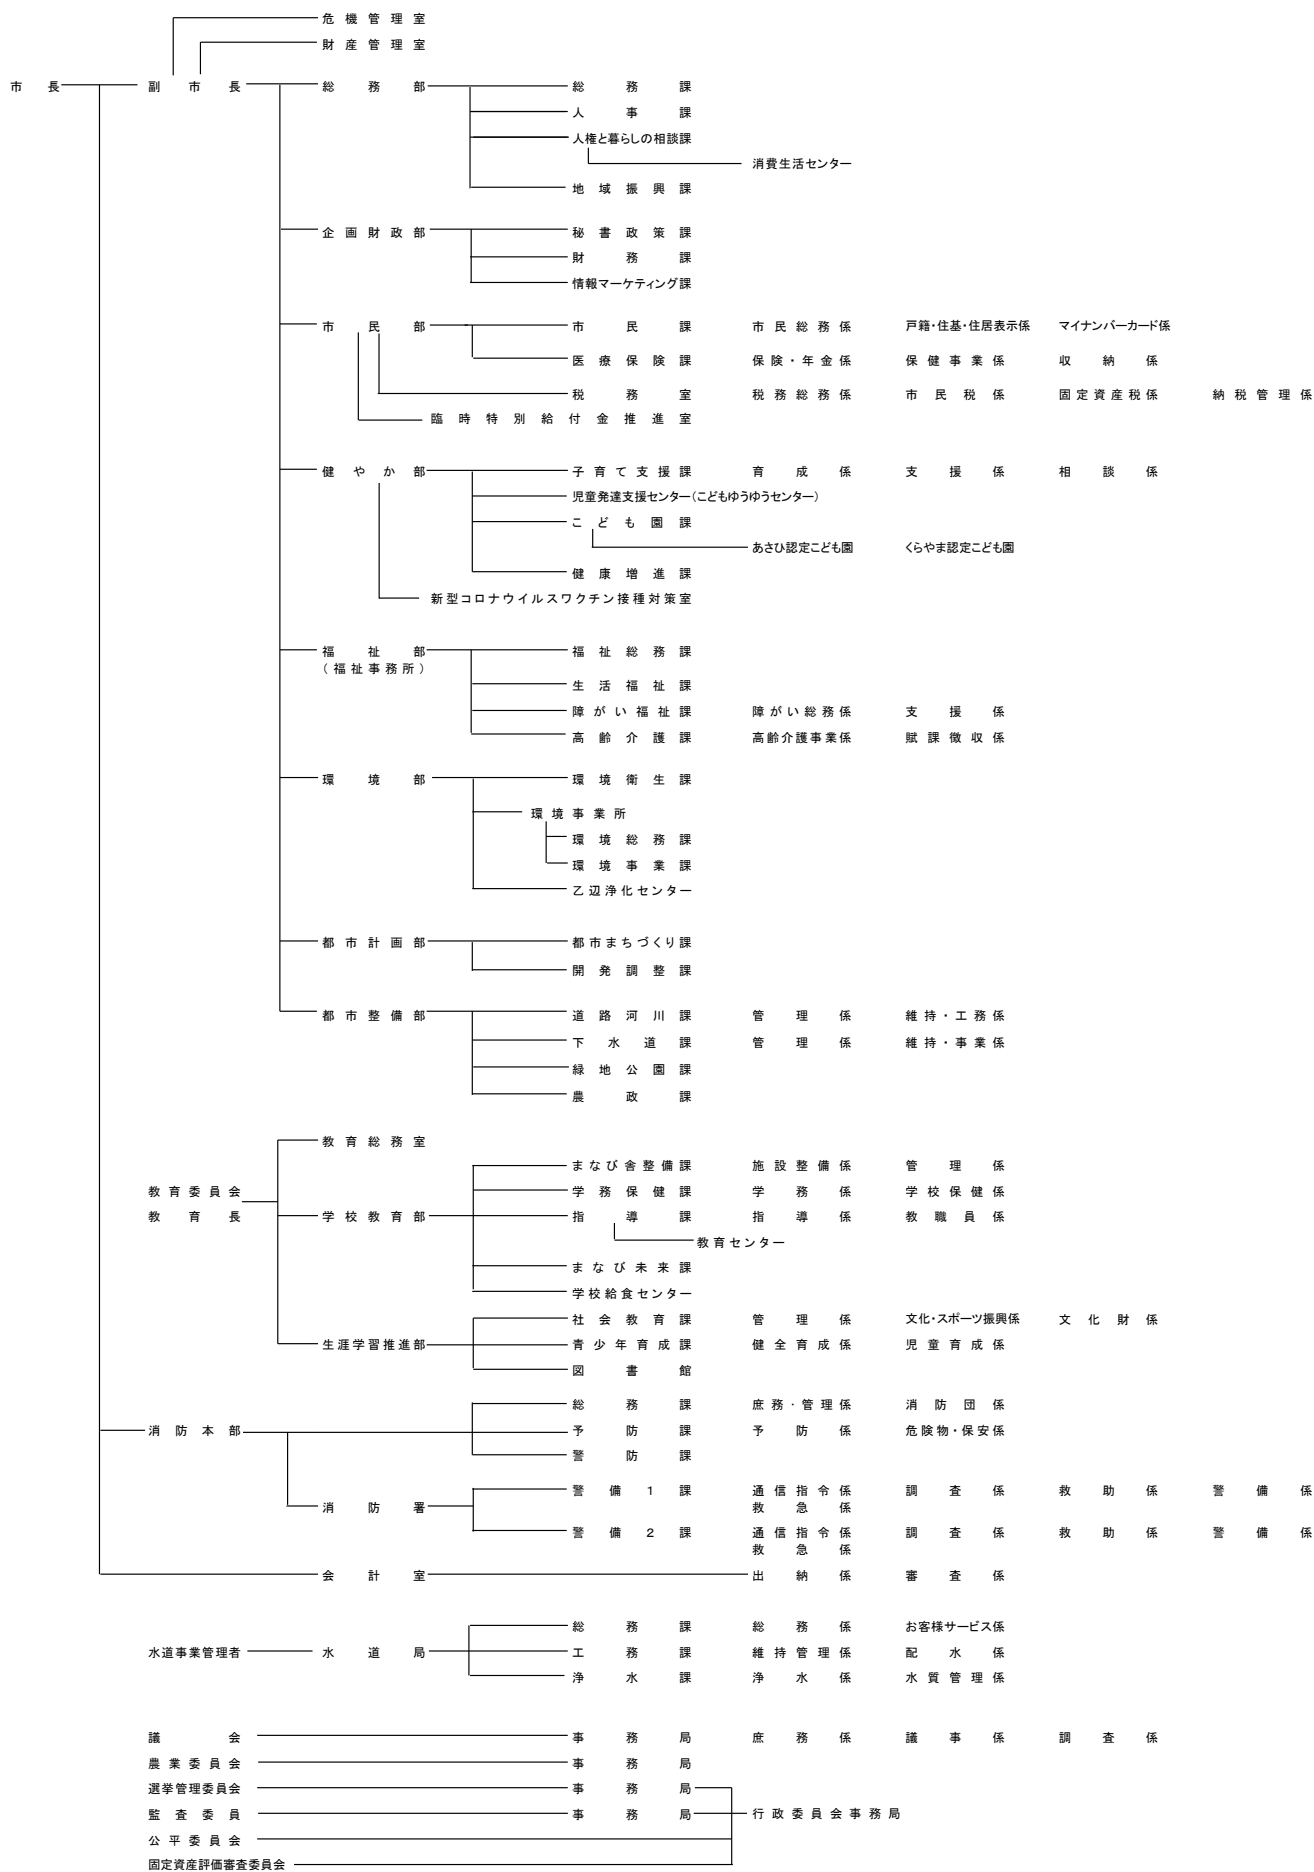 危機管理室
財産管理室
市長 副市長 総務部 総務課
人事課
人権と暮らしの相談課
消費生活センター
地域振興課
企画財政部 秘書政策課
財務課
情報マーケティング課
市民部 市民課 市民総務係 戸籍・住基・住居表示係 マイナンバーカード係
医療保険課 保険・年金係 保健事業係 収納係
税務室 税務総務係 市民税係 固定資産税係 納税管理係
臨時特別給付金推進室
健やか部 子育て支援課 育成係 支援係 相談係
児童発達支援センター（こどもゆうゆうセンター）
こども園課
あさひ認定こども園 くらやま認定こども園
健康増進課
新型コロナウイルスワクチン接種対策室
福祉部 福祉総務課
（福祉事務所）
生活福祉課
障がい福祉課 障がい総務係 支援係
高齢介護課 高齢介護事業係 賦課徴収係
環境部 環境衛生課
環境事業所
環境総務課
環境事業課
乙辺浄化センター
都市計画部 都市まちづくり課
開発調整課
都市整備部 道路河川課 管理係 維持・工務係
下水道課 管理係 維持・事業係
緑地公園課
農政課
教育総務室
まなび舎整備課 施設整備係 管理係
教育委員会 学務保健課 学務係 学校保健係
教育長 学校教育部 指導課 指導係 教職員係
教育センター
まなび未来課
学校給食センター
社会教育課 管理係 文化・スポーツ振興係 文化財係
生涯学習推進部 青少年育成課 健全育成係 児童育成係
図書館
総務課 庶務・管理係 消防団係
消防本部 予防課 予防係 危険物・保安係
警防課
警備1課 通信指令係 調査係 救助係 警備係
消防署 救急係
警備2課 通信指令係 調査係 救助係 警備係
救急係
会計室 出納係 審査係
総務課 総務係 お客様サービス係
水道事業管理者 水道局 工務課 維持管理係 配水係
浄水課 浄水係 水質管理係
議会 事務局 庶務係 議事係 調査係
農業委員会 事務局
選挙管理委員会 事務局
監査委員 事務局 行政委員会事務局
公平委員会
固定資産評価審査委員会